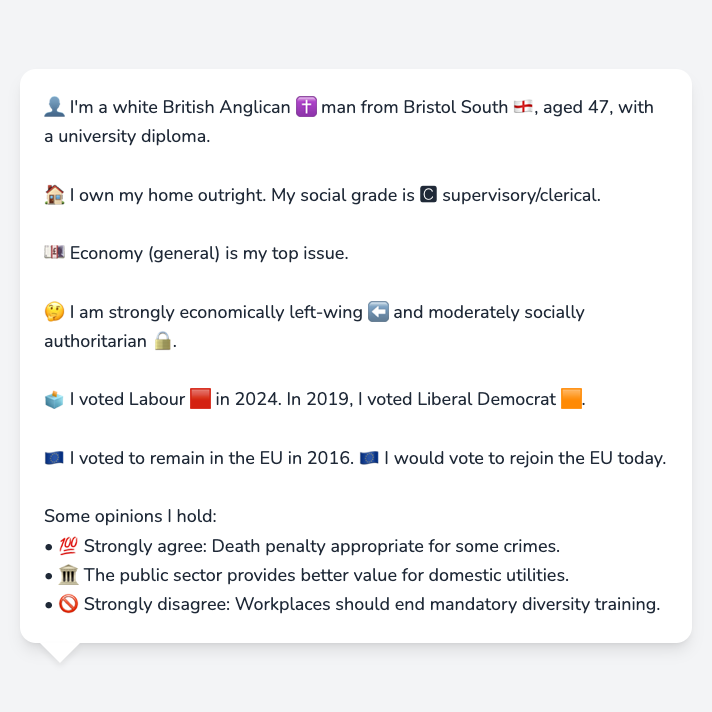 👤 I'm a white British Anglican ✝️ man from Bristol South 🏴󠁧󠁢󠁥󠁮󠁧󠁿, aged 47, with
a university diploma.
🏠 I own my home outright. My social grade is 🅲 supervisory/clerical.
💷 Economy (general) is my top issue.
🤔 I am strongly economically left-wing ⬅️ and moderately socially
authoritarian 🔒.
🗳️ I voted Labour 🟥 in 2024. In 2019, I voted Liberal Democrat 🟧.
🇪🇺 I voted to remain in the EU in 2016. 🇪🇺 I would vote to rejoin the EU today.
Some opinions I hold:
• 💯 Strongly agree: Death penalty appropriate for some crimes.
• 🏛️ The public sector provides better value for domestic utilities.
• 🚫 Strongly disagree: Workplaces should end mandatory diversity training.